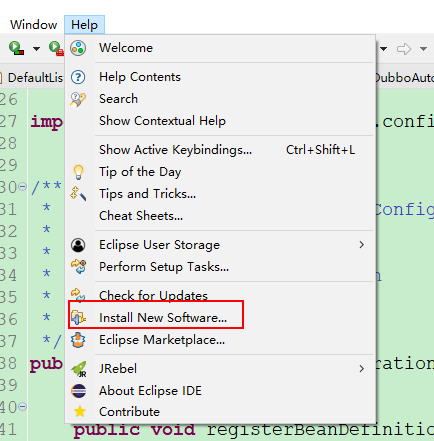 Window Help
DefaultLis
DubboAuto
Welcome
Help Contents
Search
Show Contextual Help
Show Active Keybindings... Ctrl+Shift+L
Tip of the Day
Tips and Tricks...
Cheat Sheets...
Eclipse User Storage
Perform Setup Tasks...
Check for Updates
Install New Software...
Eclipse Marketplace...
JRebel
About Eclipse IDE
Contribute
26
27 imp .confi
28
29
30 /**
31 * Config
32 *
33 *
34 * n
35 *
36 *
37 */
38 pub ration
39
40
41 public void registerBeanDefinitio